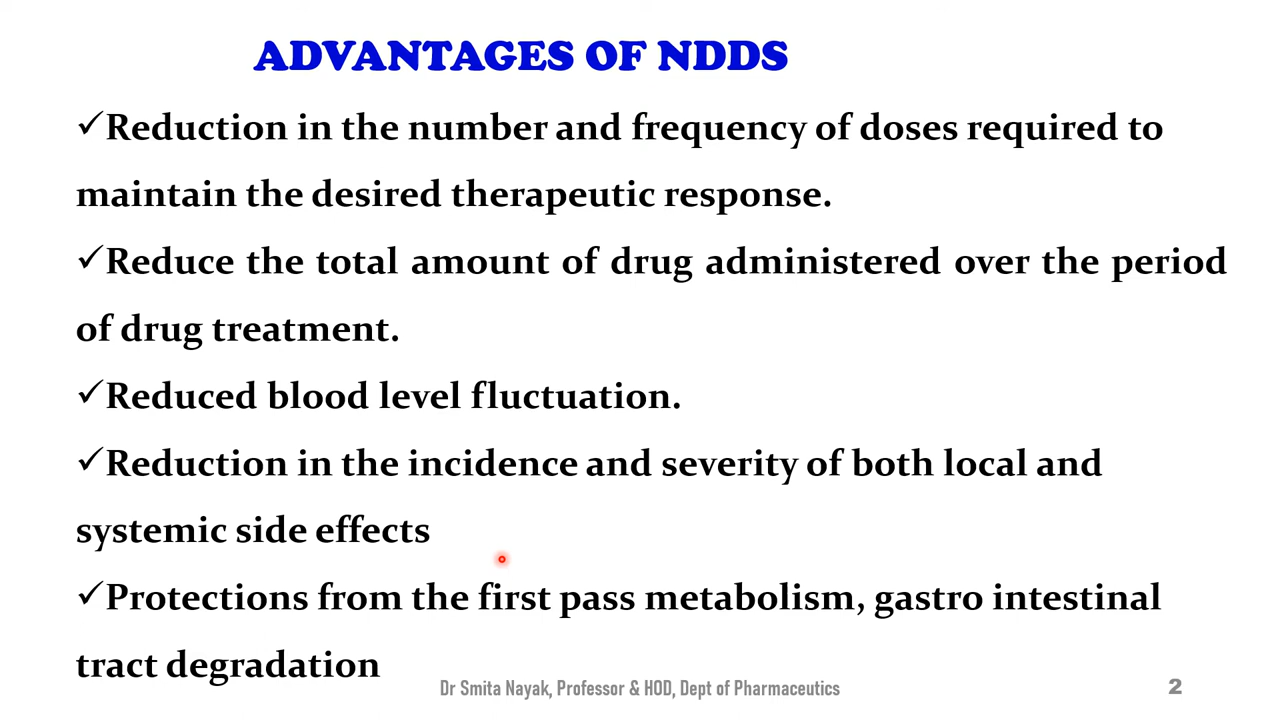 ADVANTAGES OF NDDS
✓Reduction in the number and frequency of doses required to
maintain the desired therapeutic response.
✓Reduce the total amount of drug administered over the period
of drug treatment.
✓Reduced blood level fluctuation.
✓Reduction in the incidence and severity of both local and
systemic side effects
✓Protections from the first pass metabolism, gastro intestinal
tract degradation
Dr Smita Nayak, Professor & HOD, Dept of Pharmaceutics
2